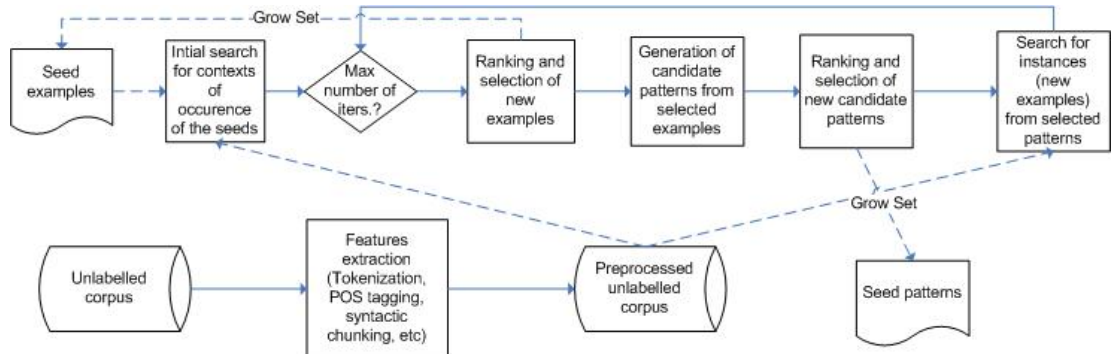 Grow Set
Seed
examples
Intial search
for contexts
of
occurence
of the seeds
Max
number of
iters.?
Ranking and
selection of
new
examples
Generation of
candidate
patterns from
selected
examples
Ranking and
selection of
new candidate
patterns
Search for
instances
(new
examples)
from selected
patterns
Grow Set
Unlabelled
corpus
Features
extraction
(Tokenization,
POS tagging,
syntactic
chunking, etc)
Preprocessed
unlabelled
corpus
Seed patterns